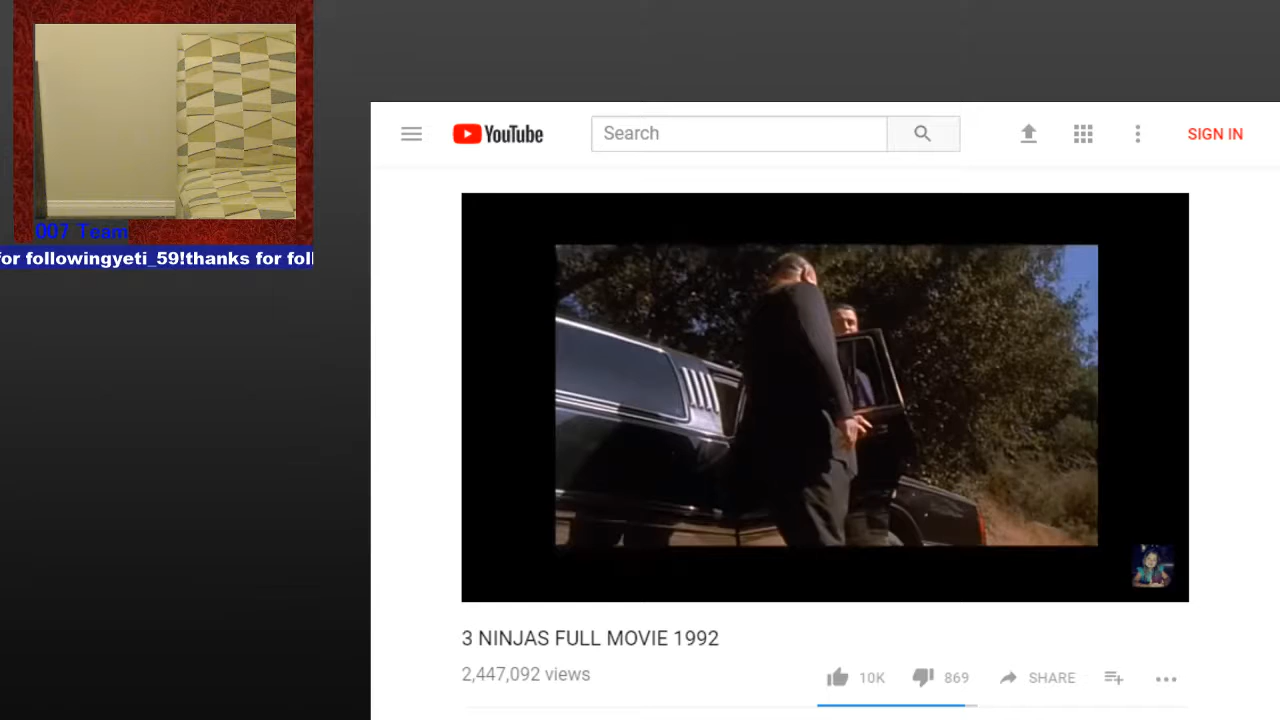 YouTube
Search
SIGN IN
007 Team
for followingyeti_59!thanks for foll
3 NINJAS FULL MOVIE 1992
2,447,092 views
10K
869
SHARE